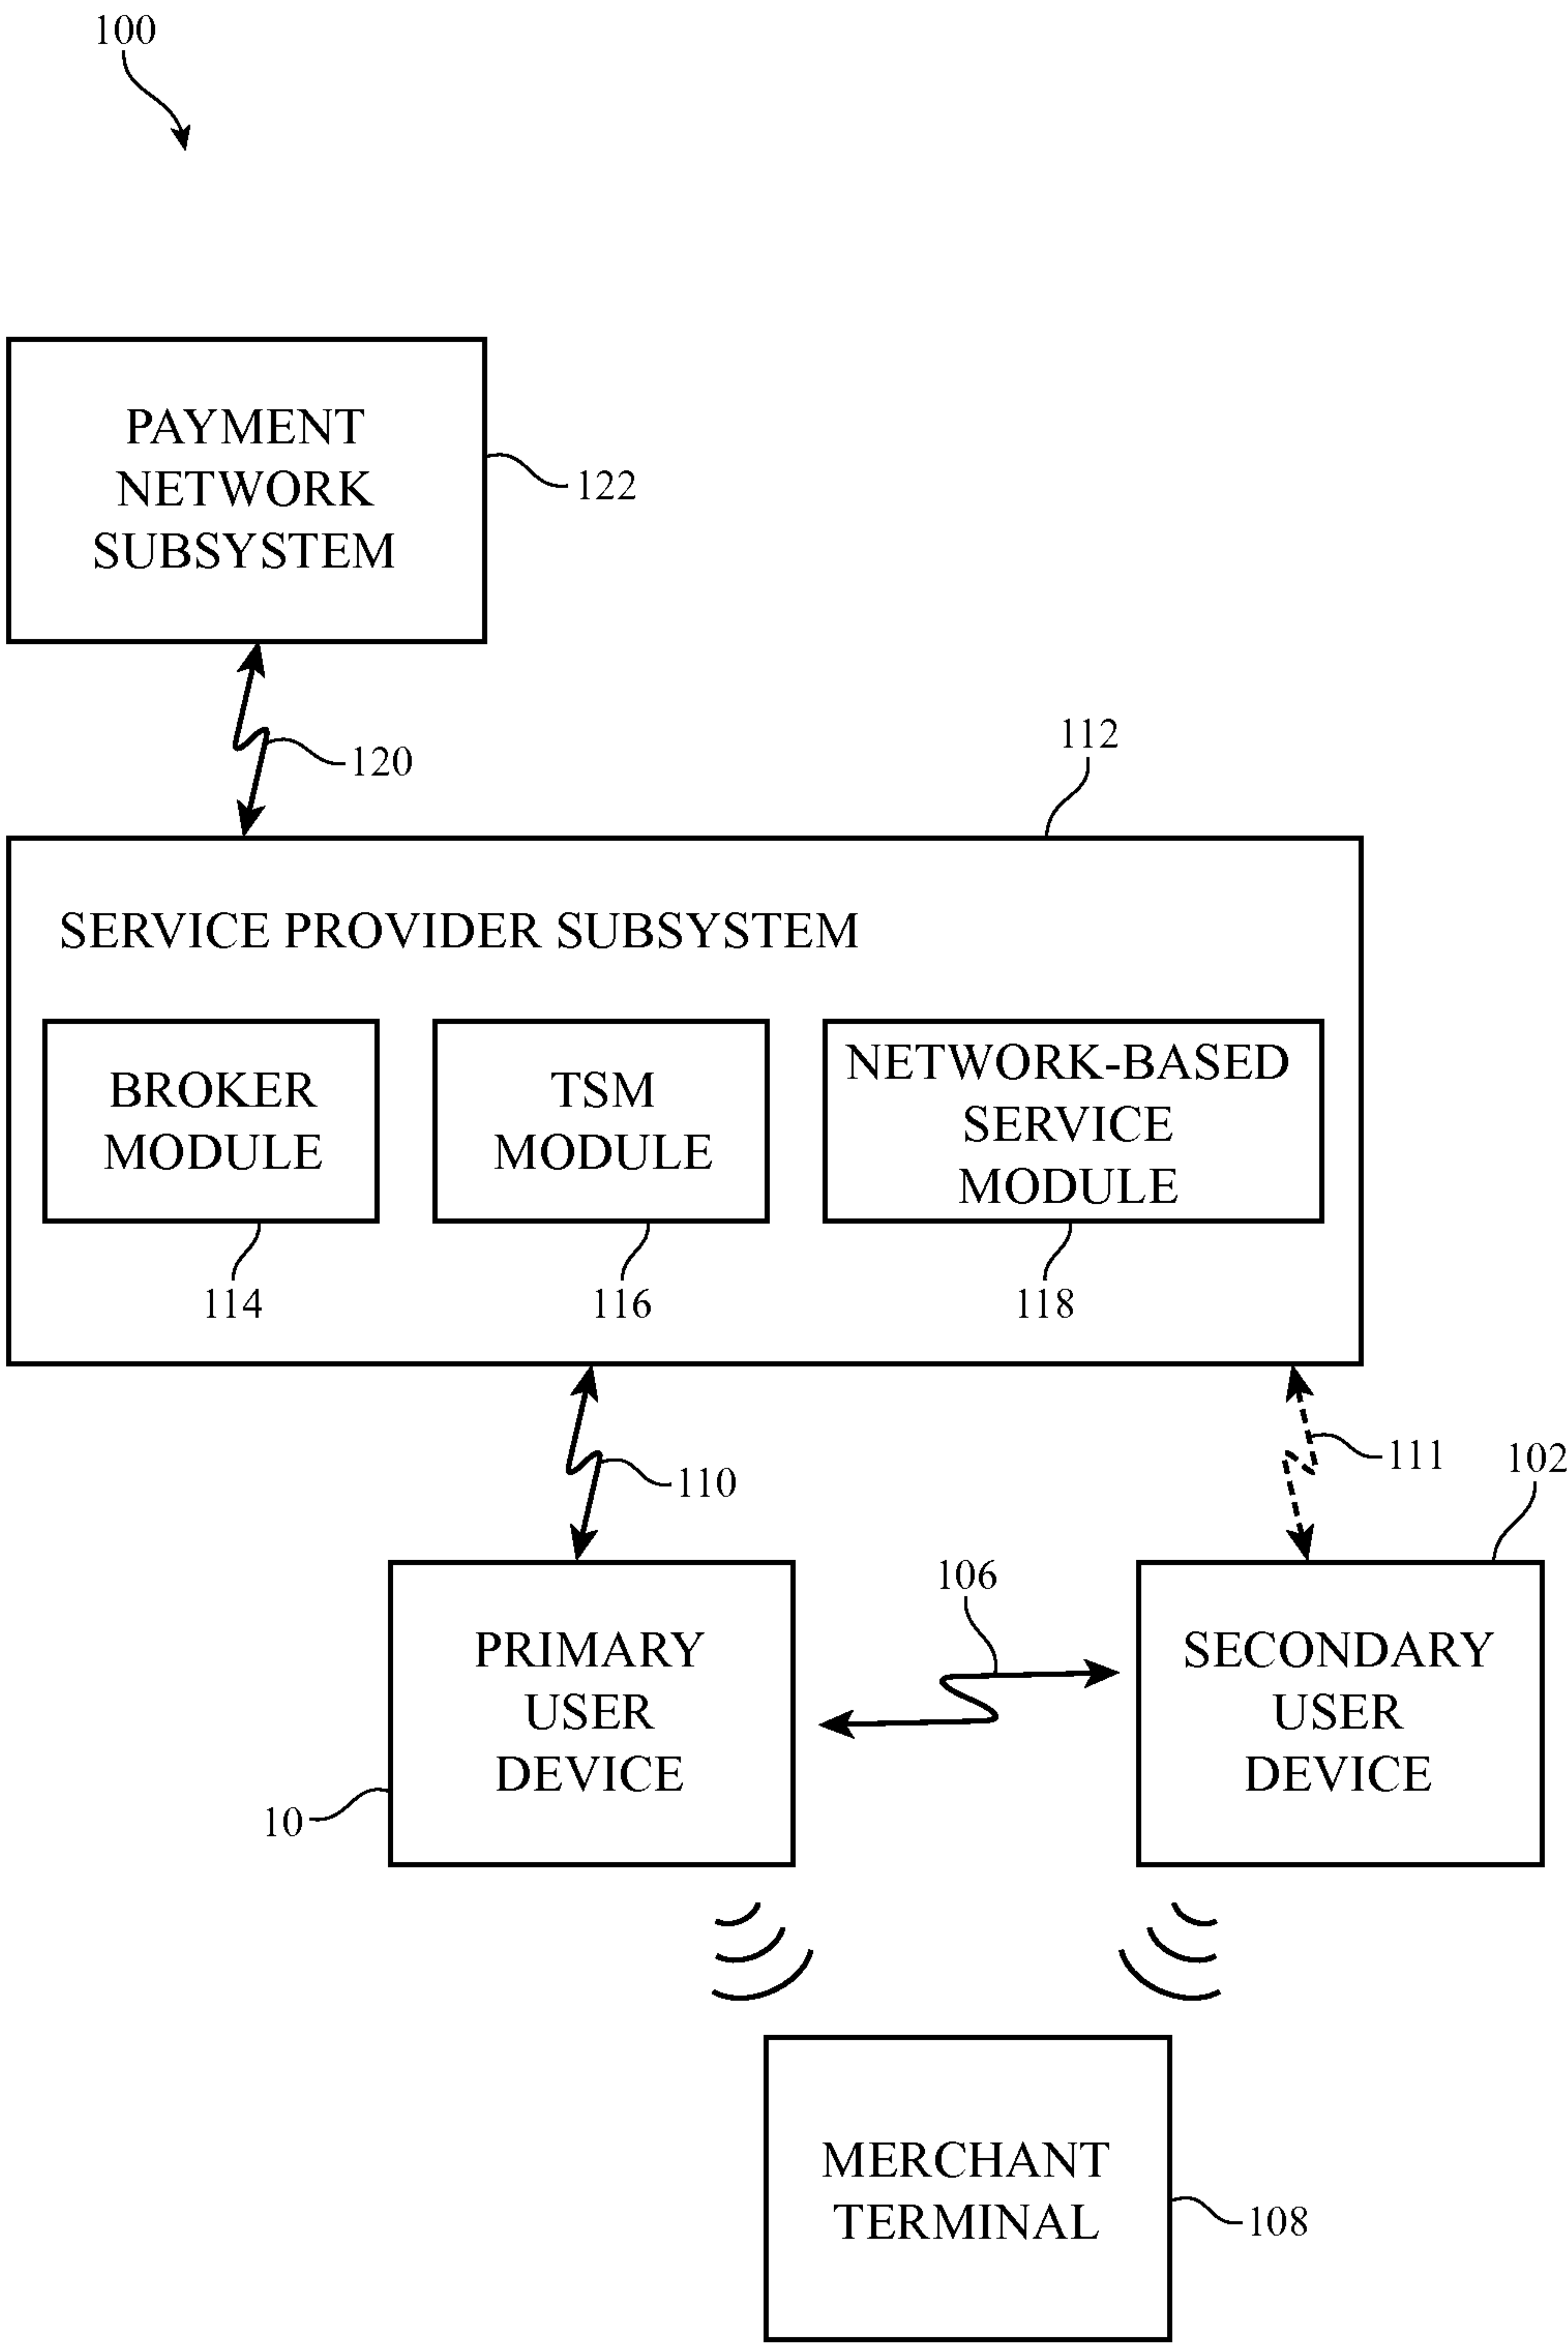 100
PAYMENT
NETWORK
SUBSYSTEM
122
120
112
SERVICE PROVIDER SUBSYSTEM
BROKER
MODULE
TSM
MODULE
NETWORK-BASED
SERVICE
MODULE
114
116
118
110
111
102
106
PRIMARY
USER
DEVICE
SECONDARY
USER
DEVICE
10
MERCHANT
TERMINAL
108